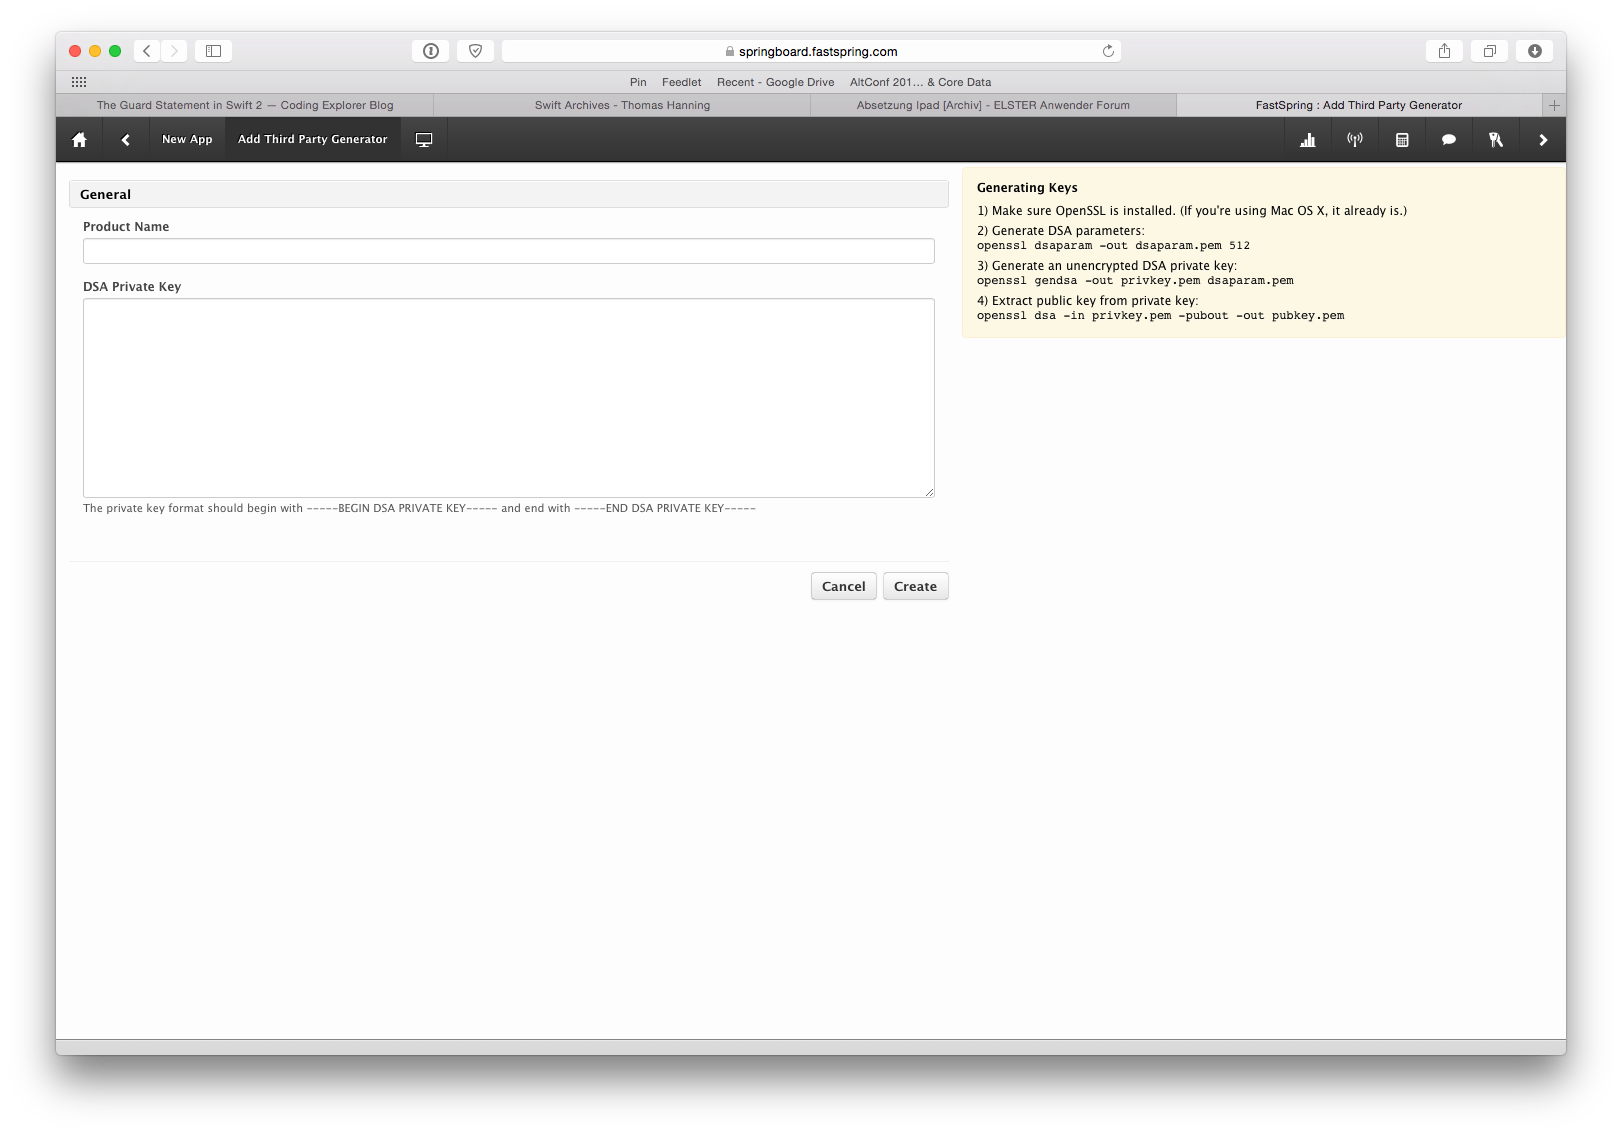 springboard.fastspring.com
Pin Feedlet Recent - Google Drive AltConf 201... & Core Data
The Guard Statement in Swift 2 — Coding Explorer Blog Swift Archives - Thomas Hanning Absetzung Ipad [Archiv] - ELSTER Anwender Forum FastSpring : Add Third Party Generator
New App Add Third Party Generator
General
Product Name
DSA Private Key
The private key format should begin with -----BEGIN DSA PRIVATE KEY----- and end with -----END DSA PRIVATE KEY-----
Cancel Create
Generating Keys
1) Make sure OpenSSL is installed. (If you're using Mac OS X, it already is.)
2) Generate DSA parameters:
openssl dsaparam -out dsaparam.pem 512
3) Generate an unencrypted DSA private key:
openssl gendsa -out privkey.pem dsaparam.pem
4) Extract public key from private key:
openssl dsa -in privkey.pem -pubout -out pubkey.pem